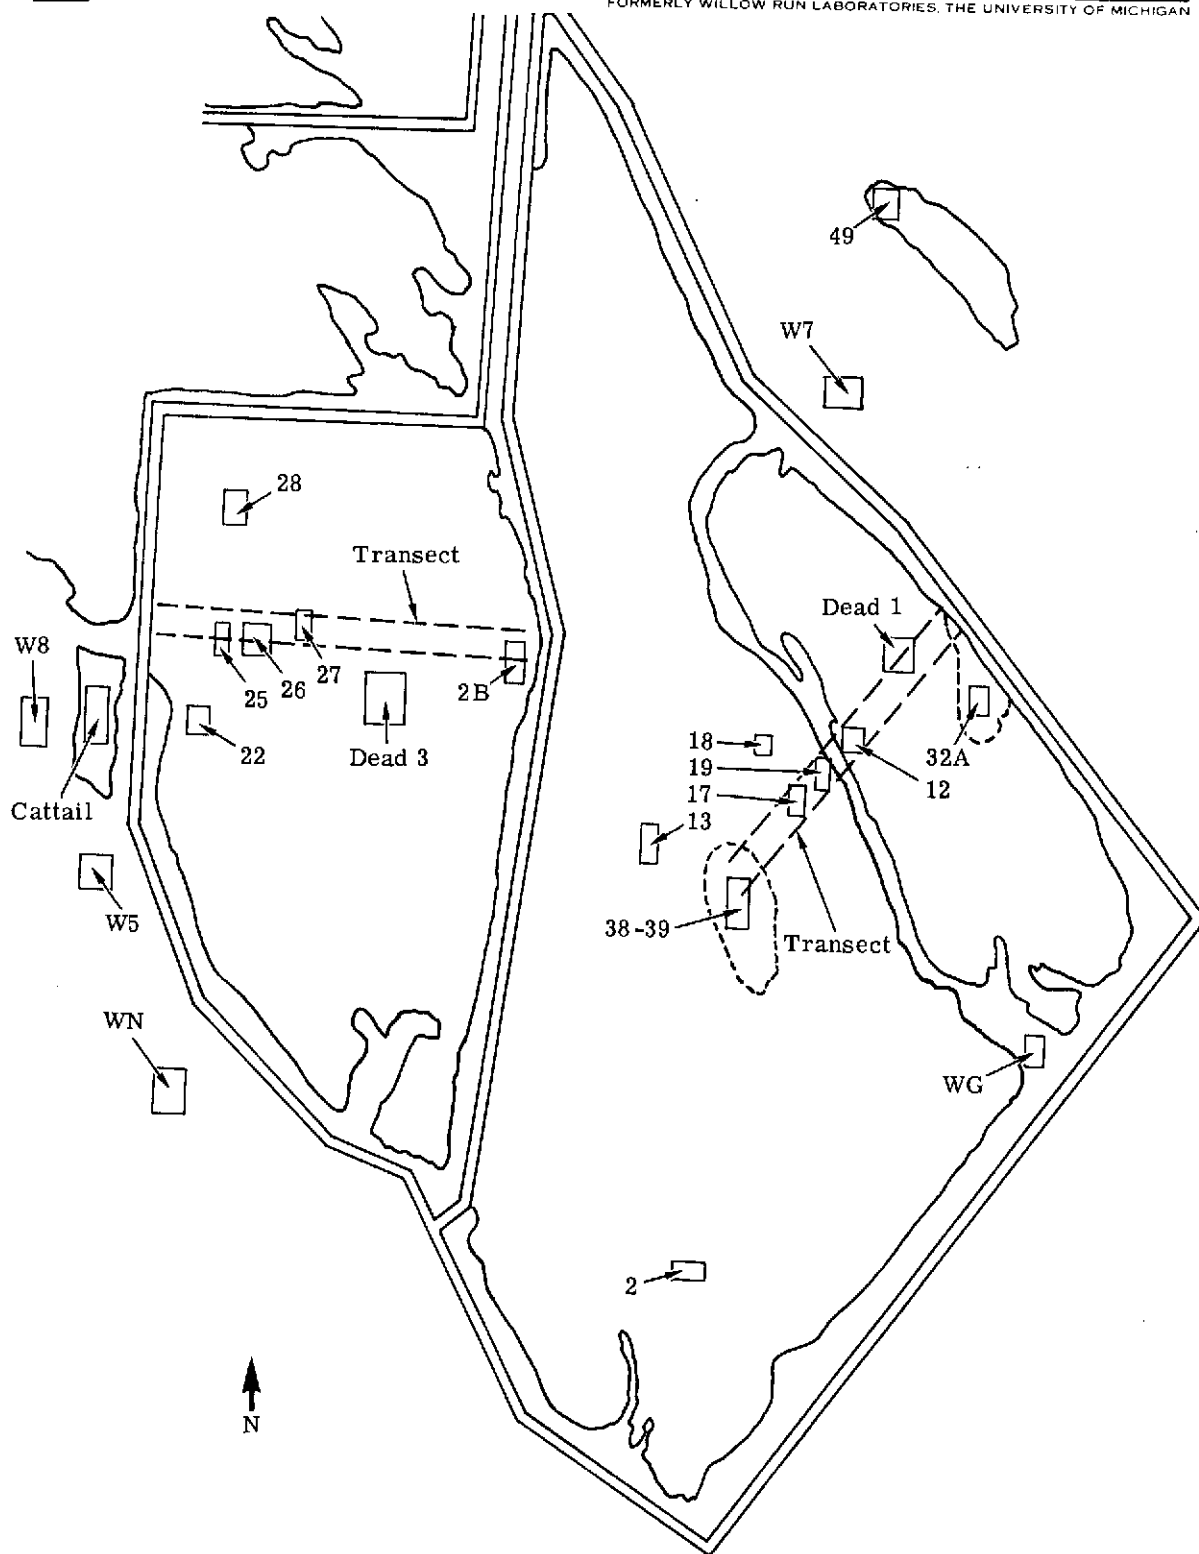 FORMERLY WILLOW RUN LABORATORIES, THE UNIVERSITY OF MICHIGAN
49
W7
28
Transect
Dead 1
W8
25
26
27
2B
22
Dead 3
18
19
17
13
32A
12
Cattail
W5
38-39
Transect
WN
WG
2
N